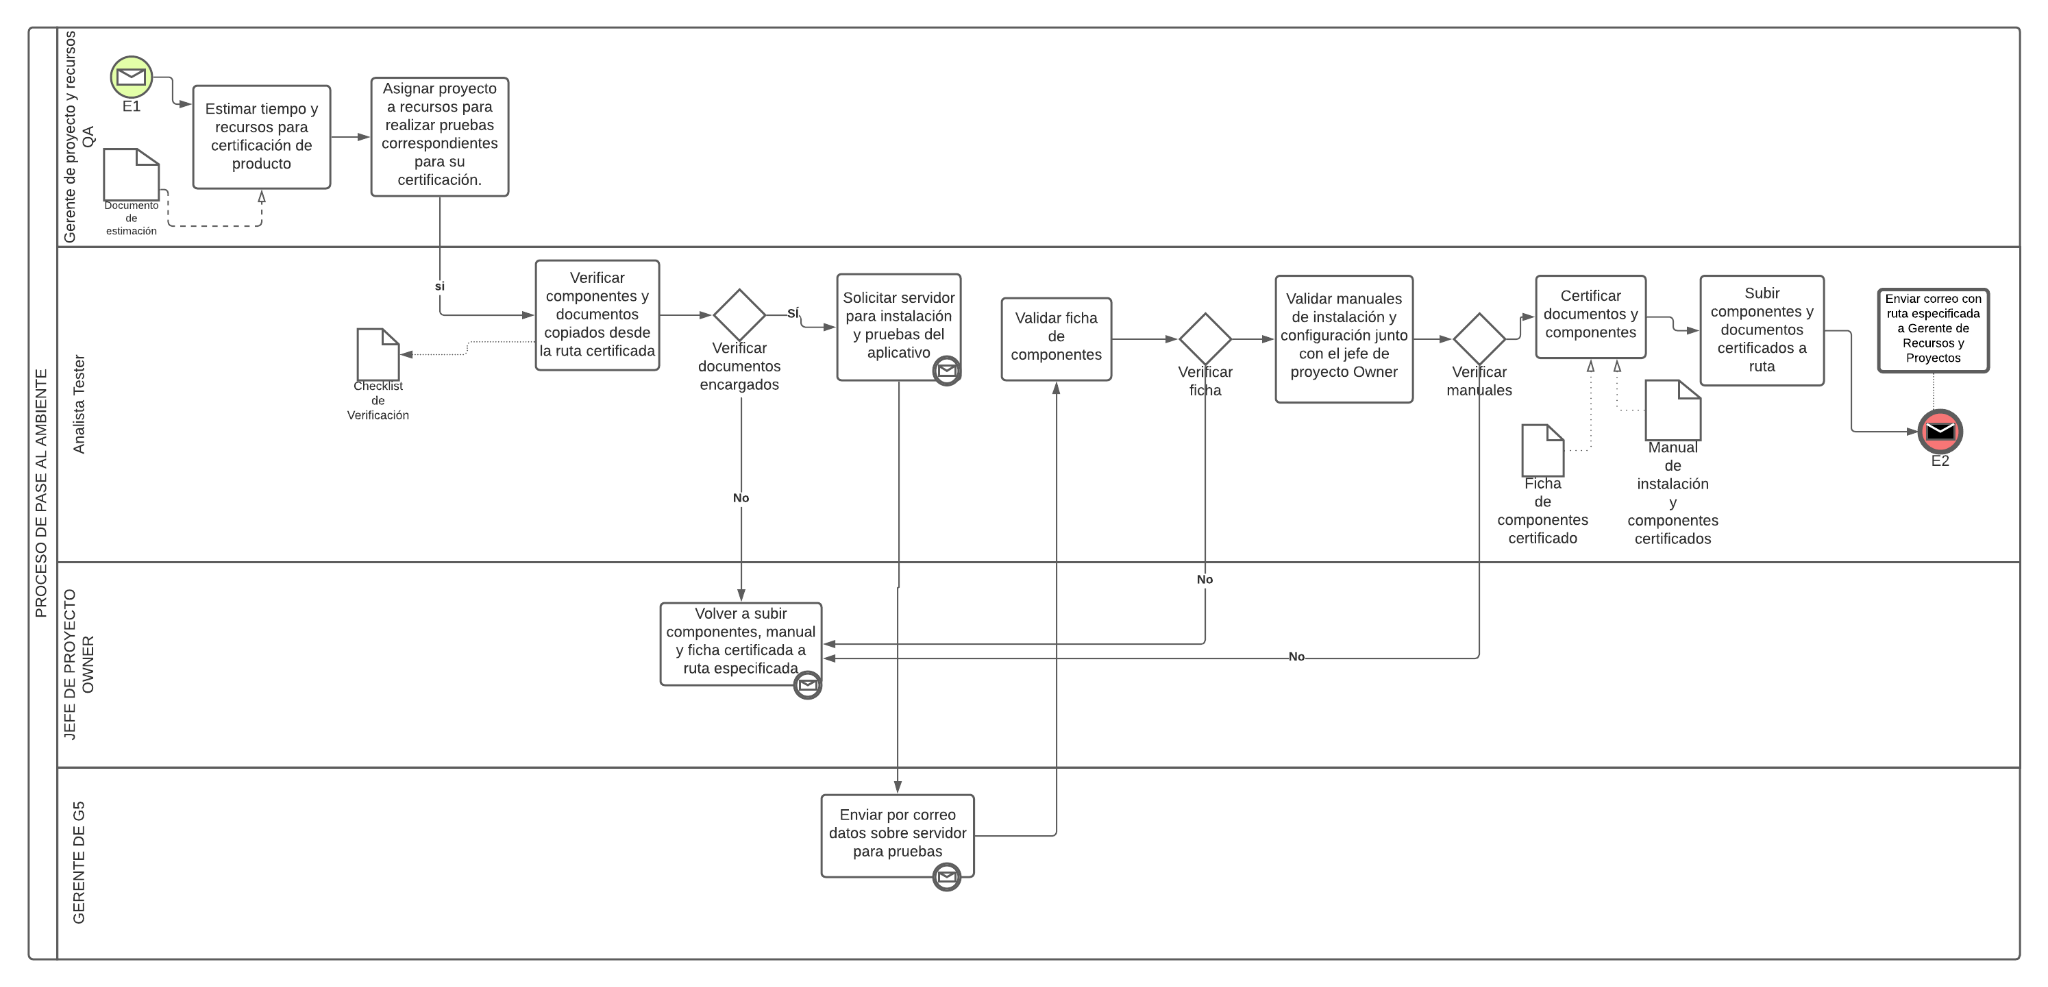 PROCESO DE PASE AL AMBIENTE
Gerente de proyecto y recursos
QA
E1
Documento
de
estimación
Estimar tiempo y
recursos para
certificación de
producto
Asignar proyecto
a recursos para
realizar pruebas
correspondientes
para su
certificación.
Analista Tester
si
Checklist
de
Verificación
Verificar
componentes y
documentos
copiados desde
la ruta certificada
Verificar
documentos
encargados
SÍ
No
Solicitar servidor
para instalación
y pruebas del
aplicativo
Validar ficha
de
componentes
Verificar
ficha
Validar manuales
de instalación y
configuración junto
con el jefe de
proyecto Owner
Verificar
manuales
Certificar
documentos y
componentes
Ficha
de
componentes
certificado
Manual
de
instalación
y
componentes
certificados
Subir
componentes y
documentos
certificados a
ruta
Enviar correo con
ruta especificada
a Gerente de
Recursos y
Proyectos
E2
JEFE DE PROYECTO
OWNER
No
No
Volver a subir
componentes, manual
y ficha certificada a
ruta especificada
GERENTE DE G5
Enviar por correo
datos sobre servidor
para pruebas